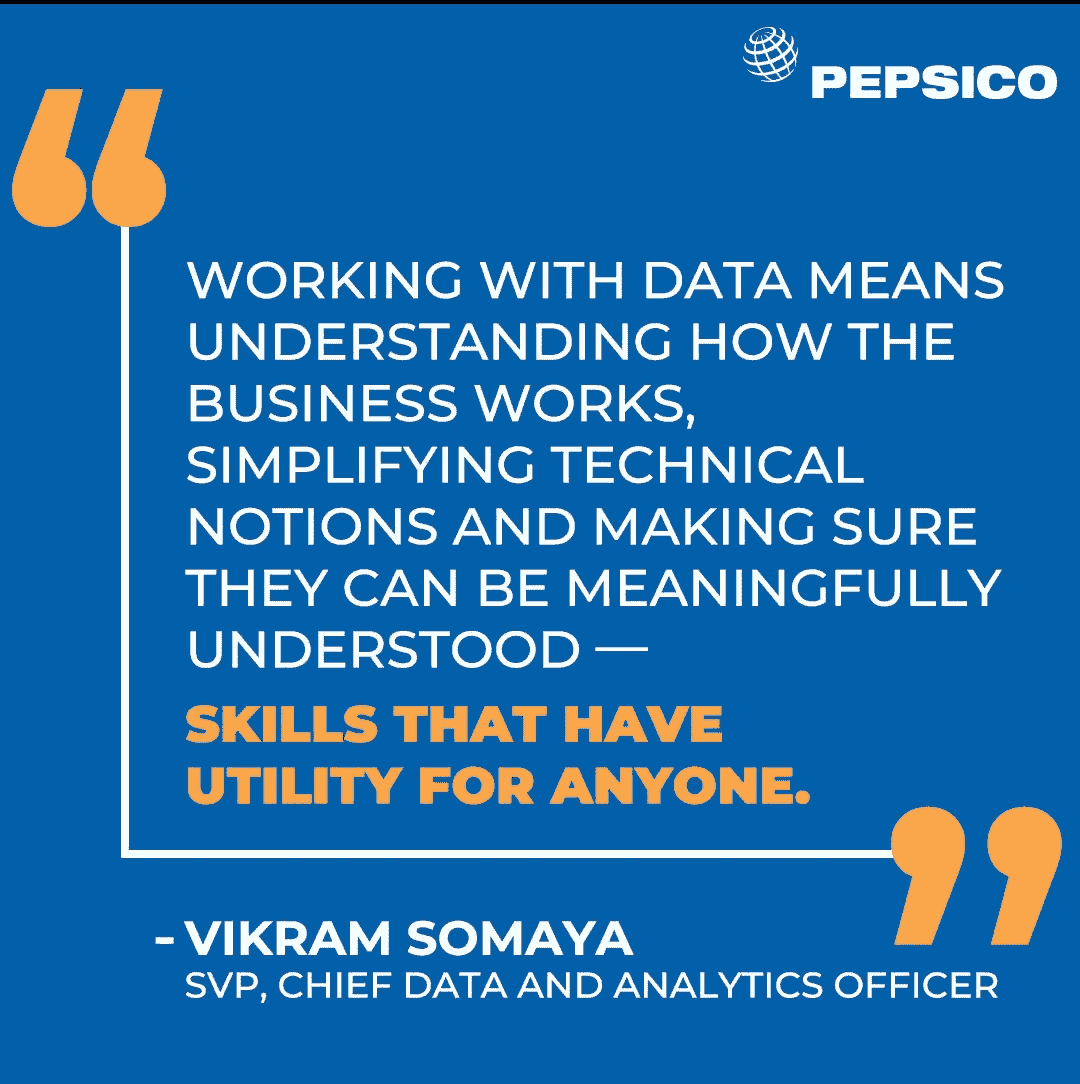 PEPSICO
“
WORKING WITH DATA MEANS
UNDERSTANDING HOW THE
BUSINESS WORKS,
SIMPLIFYING TECHNICAL
NOTIONS AND MAKING SURE
THEY CAN BE MEANINGFULLY
UNDERSTOOD —
SKILLS THAT HAVE
UTILITY FOR ANYONE.
”
- VIKRAM SOMAYA
SVP, CHIEF DATA AND ANALYTICS OFFICER